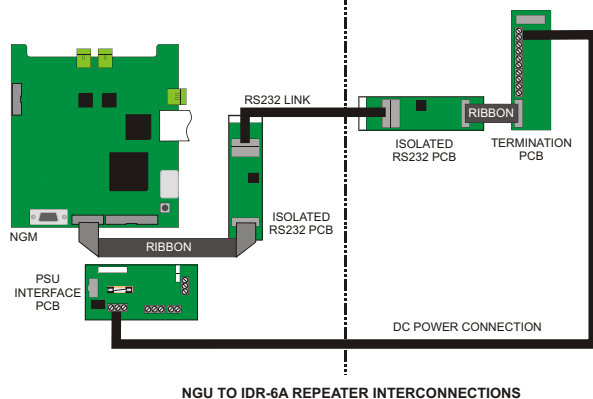 RS232 LINK
RIBBON
ISOLATED
RS232 PCB
TERMINATION
PCB
NGM
ISOLATED
RS232 PCB
RIBBON
PSU
INTERFACE
PCB
DC POWER CONNECTION
NGU TO IDR-6A REPEATER INTERCONNECTIONS